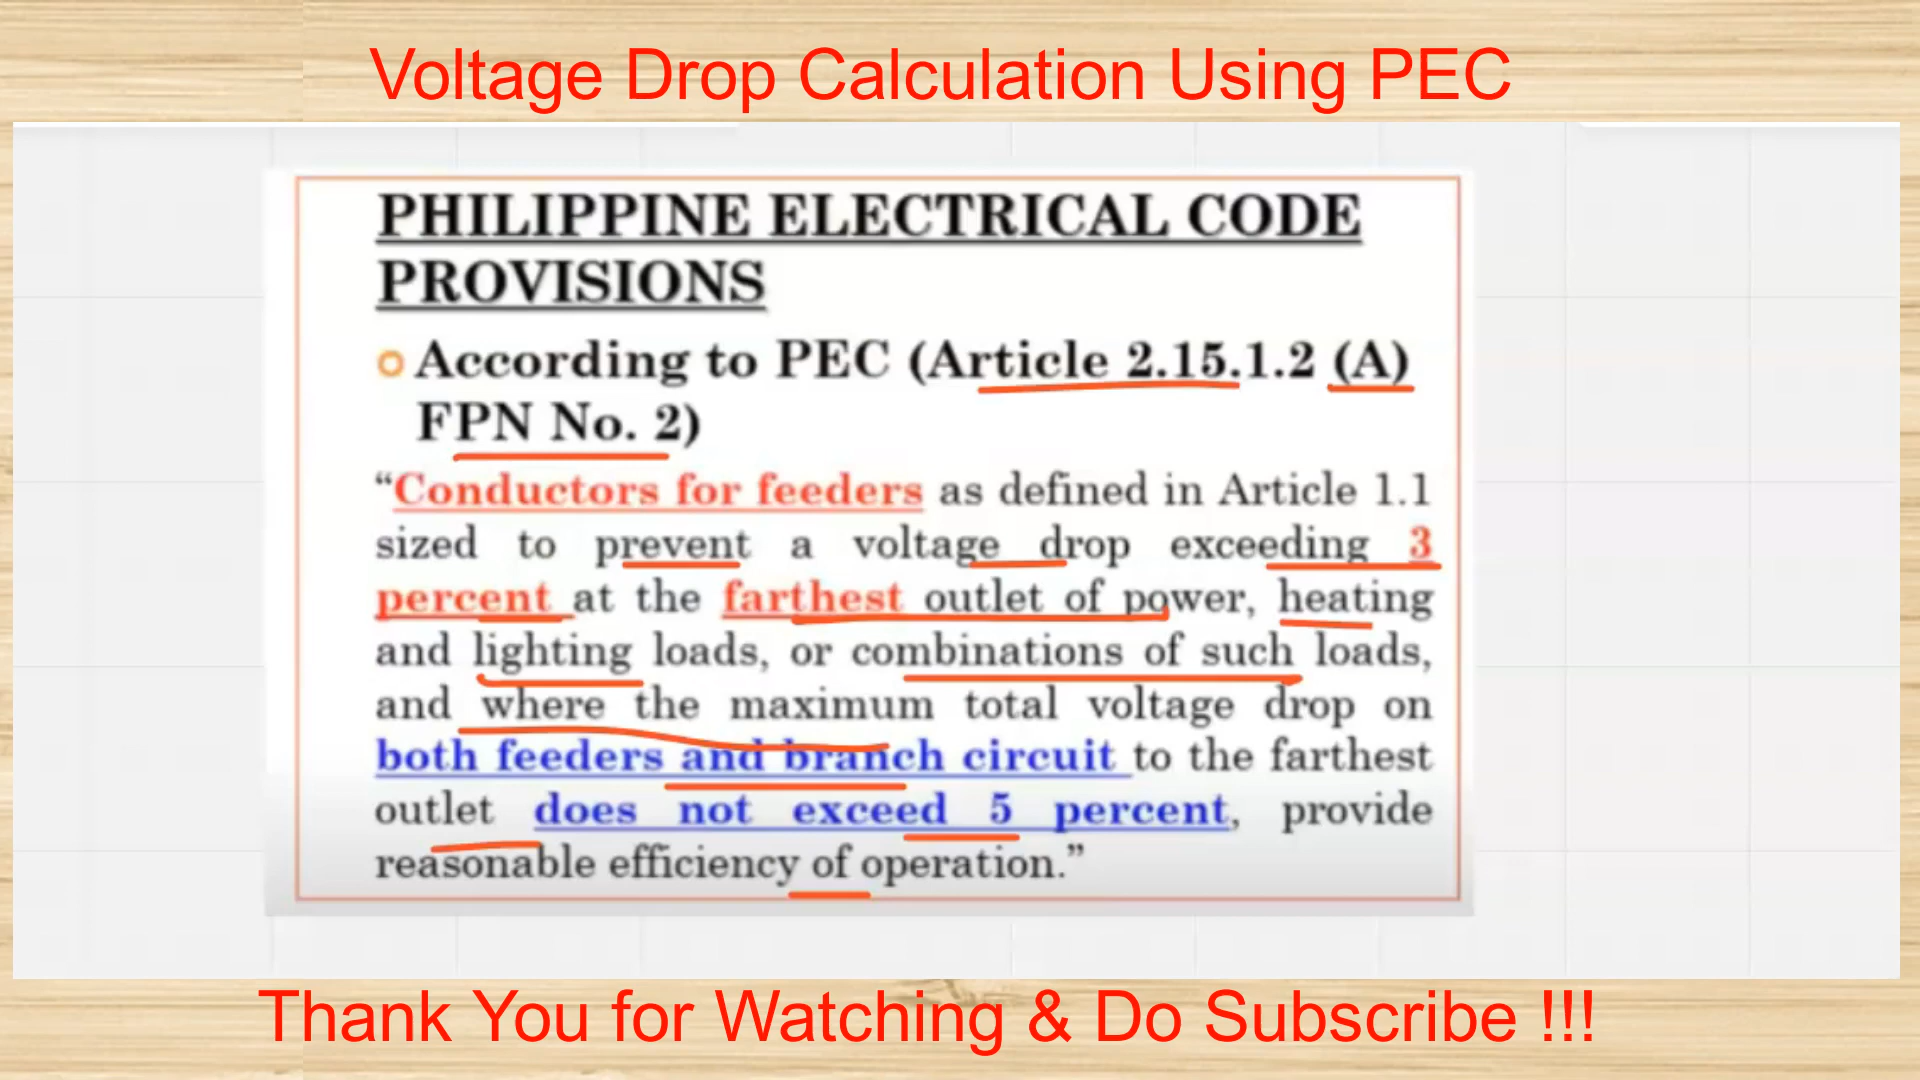 Voltage Drop Calculation Using PEC
PHILIPPINE ELECTRICAL CODE
PROVISIONS
According to PEC (Article 2.15.1.2 (A)
FPN No. 2)
“Conductors for feeders as defined in Article 1.1
sized to prevent a voltage drop exceeding 3
percent at the farthest outlet of power, heating
and lighting loads, or combinations of such loads,
and where the maximum total voltage drop on
both feeders and branch circuit to the farthest
outlet does not exceed 5 percent, provide
reasonable efficiency of operation.”
Thank You for Watching & Do Subscribe !!!